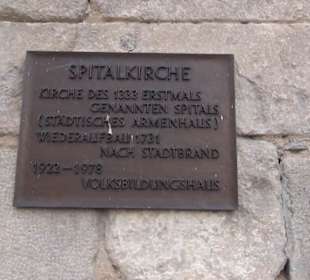 SPITALKIRCHE
KIRCHE DES 1333 ERSTMALS
GENANNTEN SPITALS
(STÄDTISCHES ARMENHAUS)
WIEDERAUFBAU 1731
NACH STADTBRAND
1922-1978
VOLKSBILDUNGSHAUS